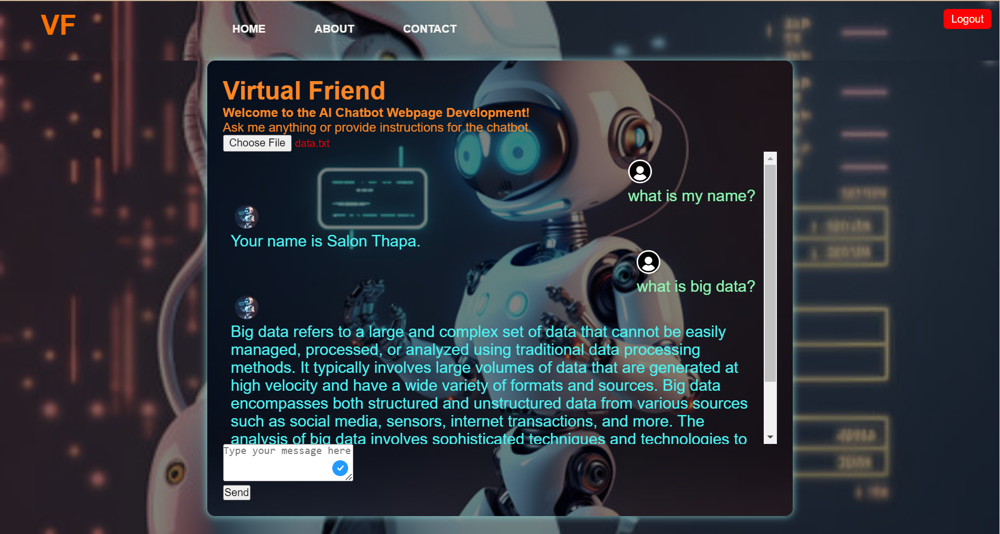 VF
HOME
ABOUT
CONTACT
Logout
Virtual Friend
Welcome to the AI Chatbot Webpage Development!
Ask me anything or provide instructions for the chatbot.
Choose File data.txt
what is my name?
Your name is Salon Thapa.
what is big data?
Big data refers to a large and complex set of data that cannot be easily
managed, processed, or analyzed using traditional data processing
methods. It typically involves large volumes of data that are generated at
high velocity and have a wide variety of formats and sources. Big data
encompasses both structured and unstructured data from various sources
such as social media, sensors, internet transactions, and more. The
analysis of big data involves sophisticated techniques and technologies to
Type your message here
Send